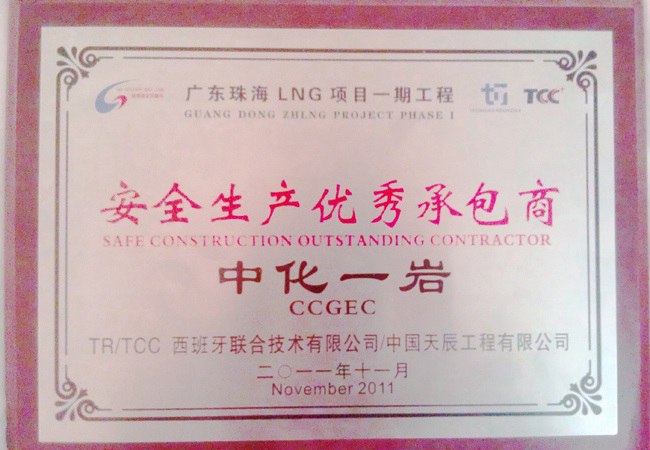 广东珠海 LNG 项目一期工程
TCC
GUANG DONG ZHLNG PROJECT PHASE I
安全生产优秀承包商
SAFE CONSTRUCTION OUTSTANDING CONTRACTOR
中化一岩
CCGEC
TR/TCC 西班牙联合技术有限公司/中国天辰工程有限公司
二〇一一年十一月
November 2011